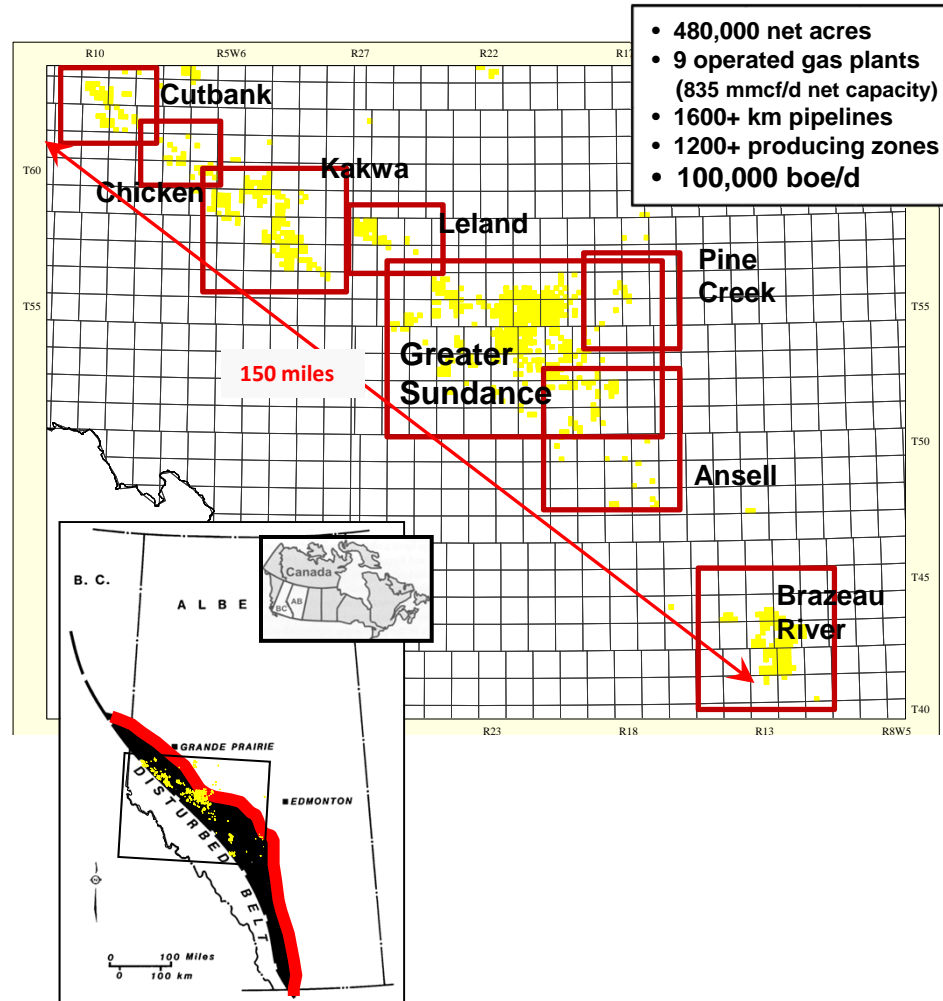 • 480,000 net acres
• 9 operated gas plants
(835 mmcf/d net capacity)
• 1600+ km pipelines
• 1200+ producing zones
• 100,000 boe/d
R10
R5W6
R27
R22
R17
Cutbank
T60
Chicken
Kakwa
Leland
Pine
Creek
T55
T55
Greater
Sundance
150 miles
T50
Ansell
T45
Brazeau
River
T40
R23
R18
R13
R8W5
B. C.
ALBE
Canada
BC
AB
GRANDE PRAIRIE
EDMONTON
DISTURBED BELT
N
0 100 Miles
0 100 km